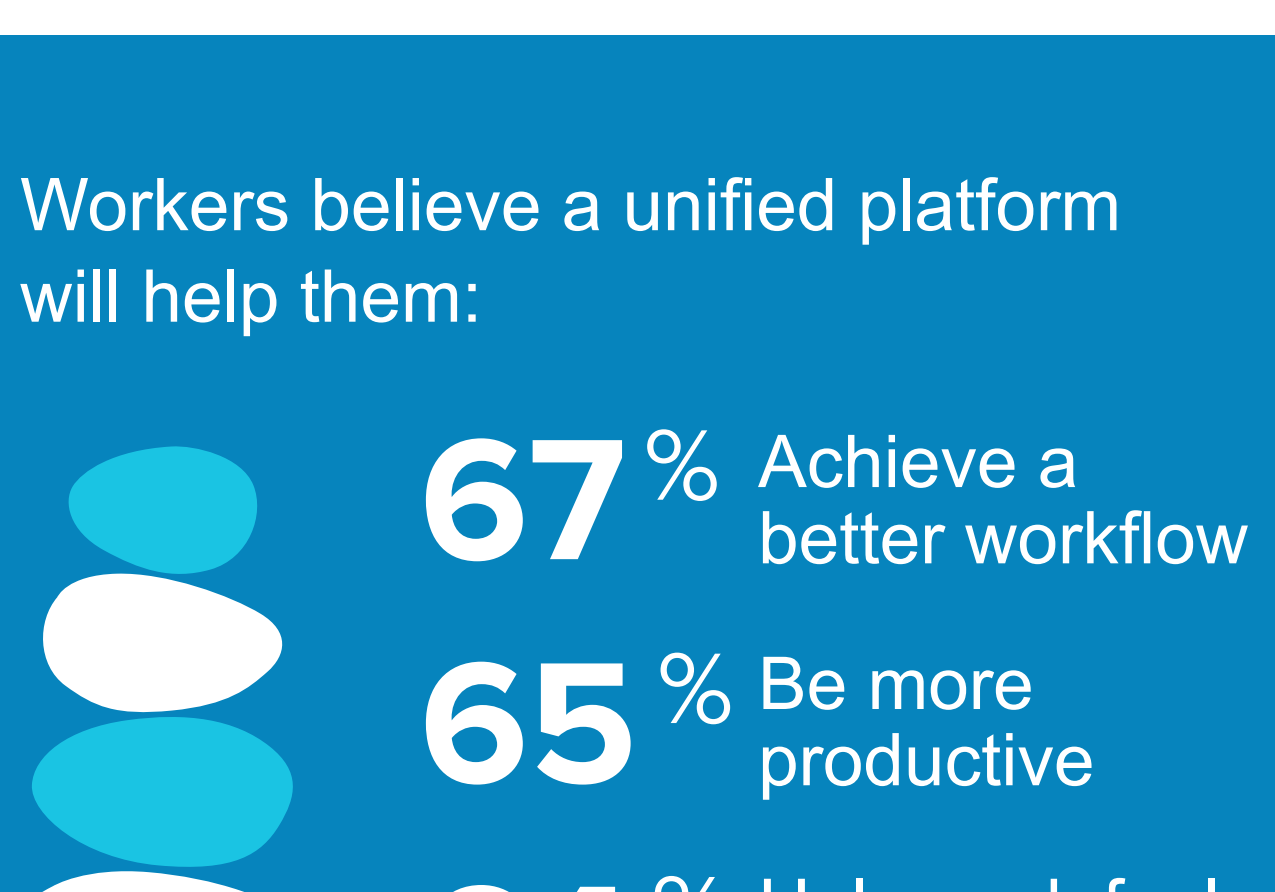 Workers believe a unified platform
will help them:
67% Achieve a
better workflow
65% Be more
productive
%